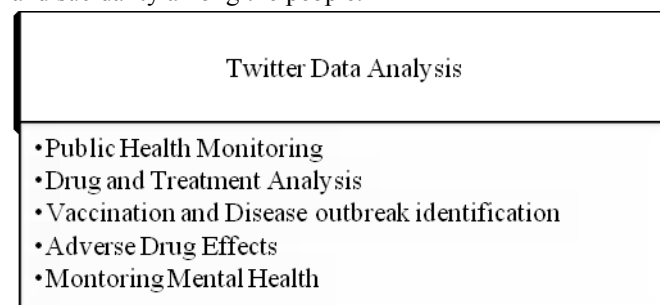 Twitter Data Analysis
•Public Health Monitoring
•Drug and Treatment Analysis
•Vaccination and Disease outbreak identification
•Adverse Drug Effects
•Montoring Mental Health